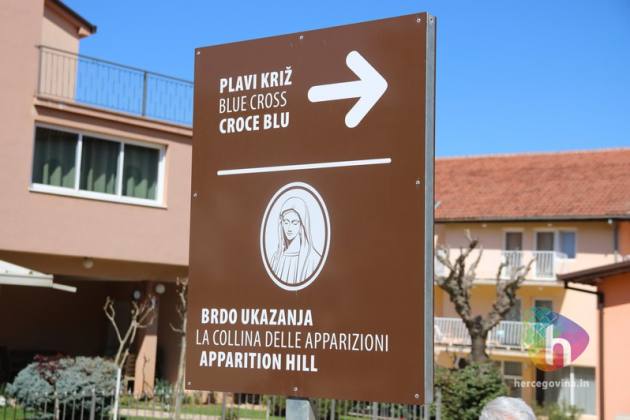 PLAVI KRIŽ
BLUE CROSS
CROCE BLU
BRDO UKAZANJA
LA COLLINA DELLE APPARIZIONI
APPARITION HILL
h
hercegovina.in